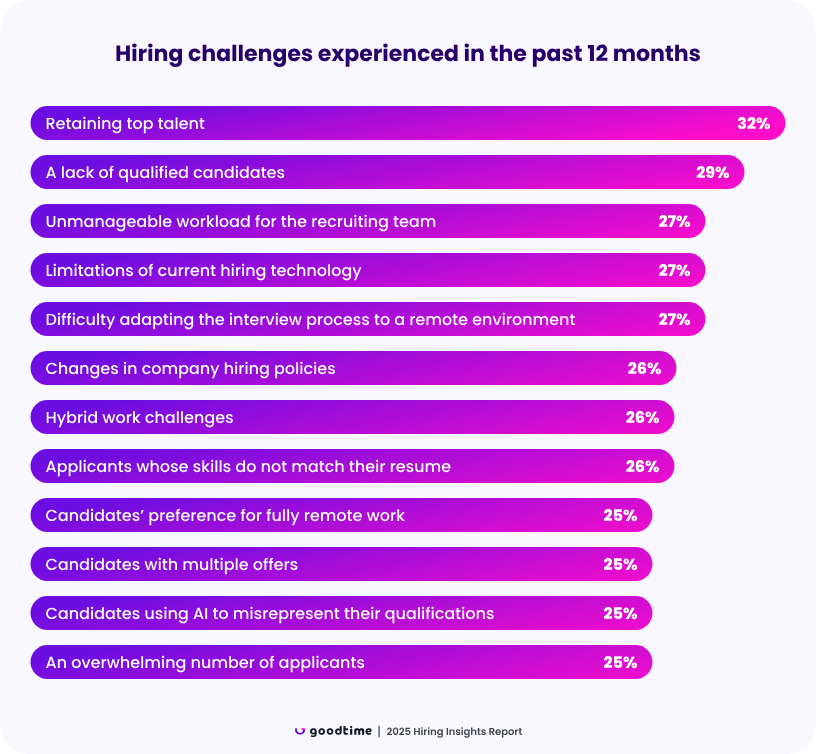 Hiring challenges experienced in the past 12 months
Retaining top talent 32%
A lack of qualified candidates 29%
Unmanageable workload for the recruiting team 27%
Limitations of current hiring technology 27%
Difficulty adapting the interview process to a remote environment 27%
Changes in company hiring policies 26%
Hybrid work challenges 26%
Applicants whose skills do not match their resume 26%
Candidates’ preference for fully remote work 25%
Candidates with multiple offers 25%
Candidates using AI to misrepresent their qualifications 25%
An overwhelming number of applicants 25%
goodtime | 2025 Hiring Insights Report